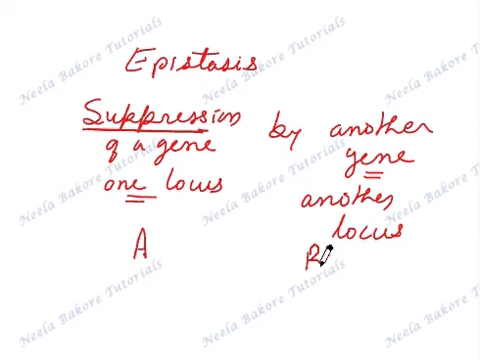 Epistasis
Suppression by another
of a gene gene
one locus another
locus
A B